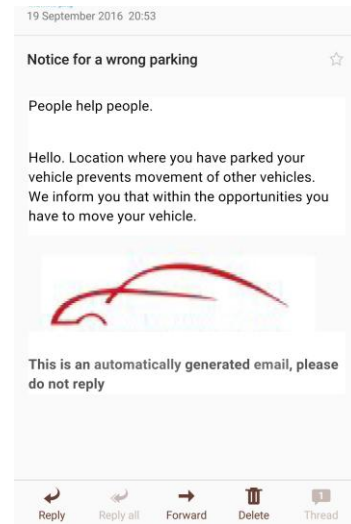 19 September 2016 20:53
Notice for a wrong parking
People help people.
Hello. Location where you have parked your
vehicle prevents movement of other vehicles.
We inform you that within the opportunities you
have to move your vehicle.
This is an automatically generated email, please
do not reply
Reply Reply all Forward Delete 1 Thread